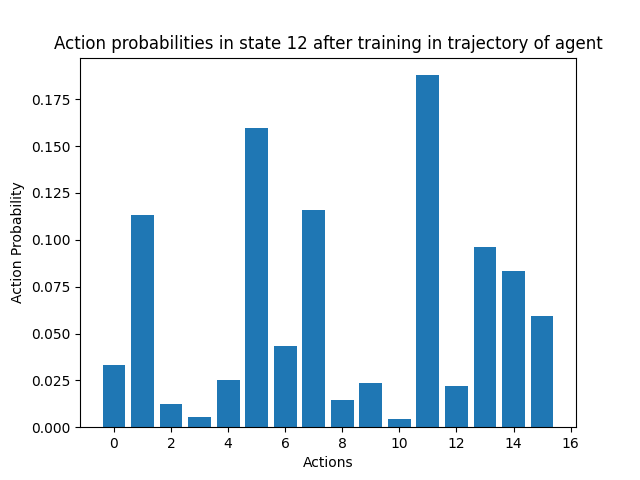 Action probabilities in state 12 after training in trajectory of agent
0.175
0.150
0.125
0.100
0.075
0.050
0.025
0.000
Action Probability
0 2 4 6 8 10 12 14 16
Actions